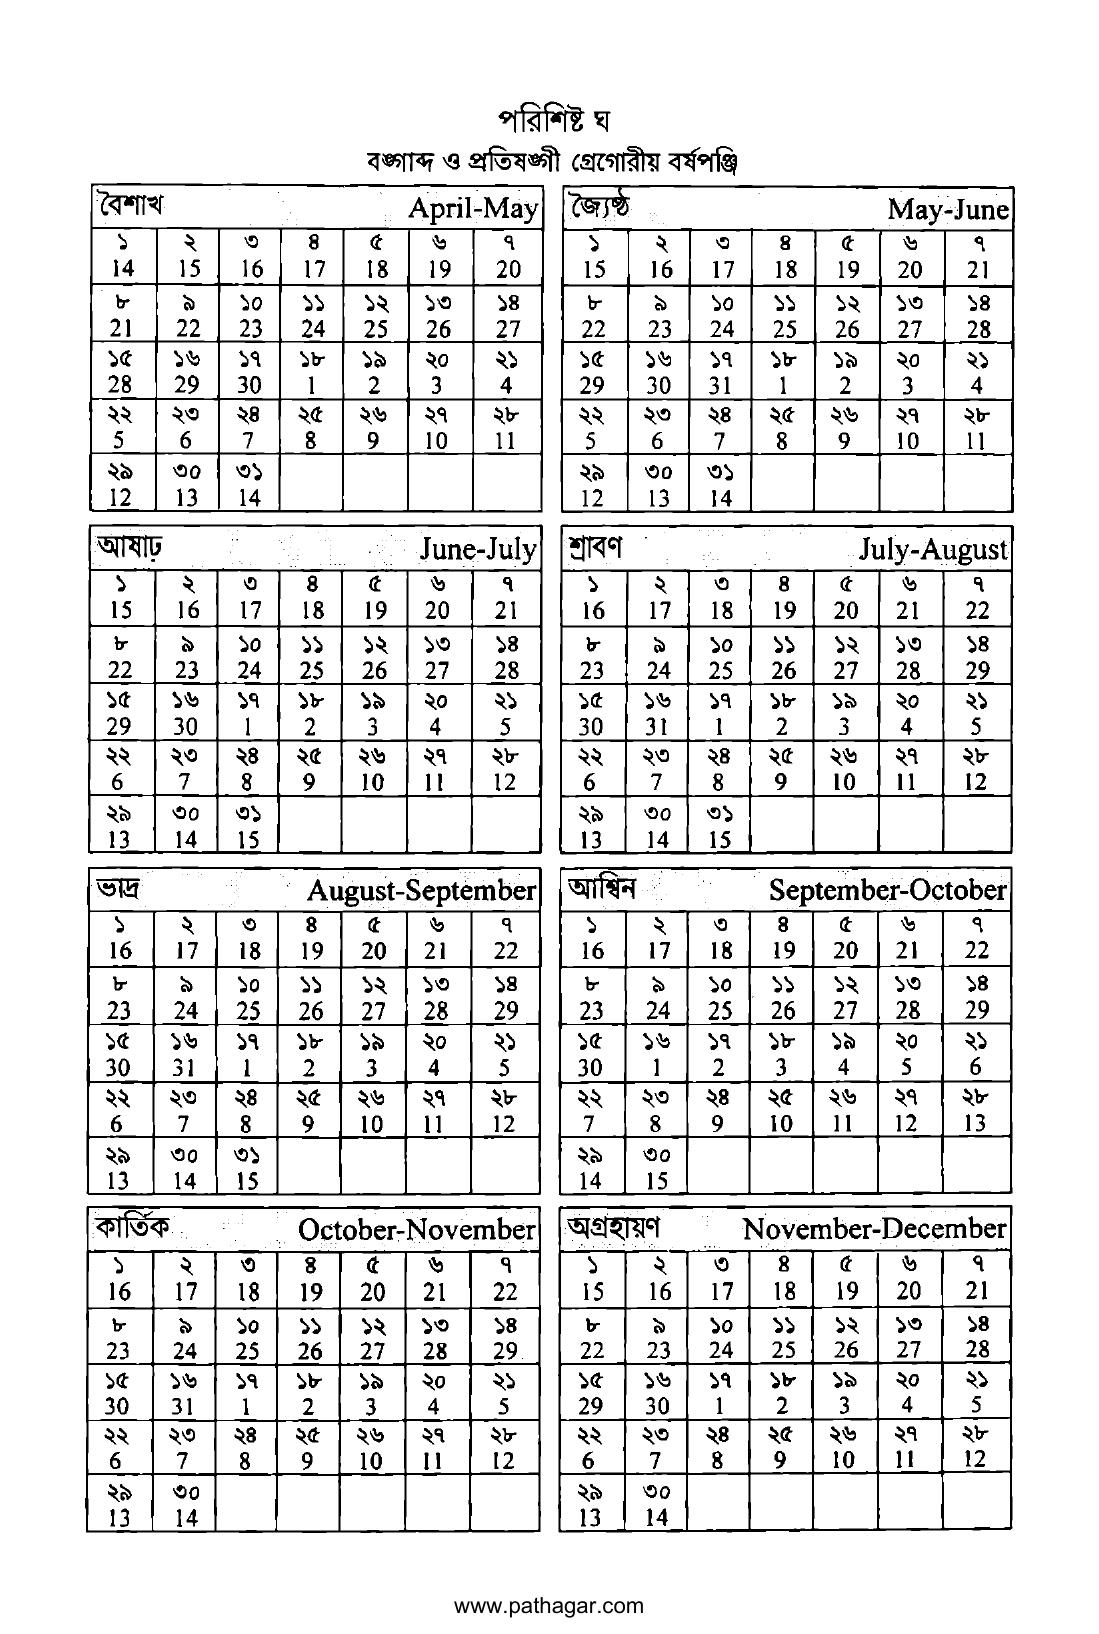 পরিশিষ্ট ঘ
বঙ্গাব্দ ও প্রতিষঙ্গী গ্রেগোরীয় বর্ষপঞ্জি
বৈশাখ April-May
১ ২ ৩ ৪ ৫ ৬ ৭
14 15 16 17 18 19 20
৮ ৯ ১০ ১১ ১২ ১৩ ১৪
21 22 23 24 25 26 27
১৫ ১৬ ১৭ ১৮ ১৯ ২০ ২১
28 29 30 1 2 3 4
২২ ২৩ ২৪ ২৫ ২৬ ২৭ ২৮
5 6 7 8 9 10 11
২৯ ৩০ ৩১
12 13 14
জ্যৈষ্ঠ May-June
১ ২ ৩ ৪ ৫ ৬ ৭
15 16 17 18 19 20 21
৮ ৯ ১০ ১১ ১২ ১৩ ১৪
22 23 24 25 26 27 28
১৫ ১৬ ১৭ ১৮ ১৯ ২০ ২১
29 30 31 1 2 3 4
২২ ২৩ ২৪ ২৫ ২৬ ২৭ ২৮
5 6 7 8 9 10 11
২৯ ৩০ ৩১
12 13 14
আষাঢ় June-July
১ ২ ৩ ৪ ৫ ৬ ৭
15 16 17 18 19 20 21
৮ ৯ ১০ ১১ ১২ ১৩ ১৪
22 23 24 25 26 27 28
১৫ ১৬ ১৭ ১৮ ১৯ ২০ ২১
29 30 1 2 3 4 5
২২ ২৩ ২৪ ২৫ ২৬ ২৭ ২৮
6 7 8 9 10 11 12
২৯ ৩০ ৩১
13 14 15
শ্রাবণ July-August
১ ২ ৩ ৪ ৫ ৬ ৭
16 17 18 19 20 21 22
৮ ৯ ১০ ১১ ১২ ১৩ ১৪
23 24 25 26 27 28 29
১৫ ১৬ ১৭ ১৮ ১৯ ২০ ২১
30 31 1 2 3 4 5
২২ ২৩ ২৪ ২৫ ২৬ ২৭ ২৮
6 7 8 9 10 11 12
২৯ ৩০ ৩১
13 14 15
ভাদ্র August-September
১ ২ ৩ ৪ ৫ ৬ ৭
16 17 18 19 20 21 22
৮ ৯ ১০ ১১ ১২ ১৩ ১৪
23 24 25 26 27 28 29
১৫ ১৬ ১৭ ১৮ ১৯ ২০ ২১
30 31 1 2 3 4 5
২২ ২৩ ২৪ ২৫ ২৬ ২৭ ২৮
6 7 8 9 10 11 12
২৯ ৩০ ৩১
13 14 15
আশ্বিন September-October
১ ২ ৩ ৪ ৫ ৬ ৭
16 17 18 19 20 21 22
৮ ৯ ১০ ১১ ১২ ১৩ ১৪
23 24 25 26 27 28 29
১৫ ১৬ ১৭ ১৮ ১৯ ২০ ২১
30 1 2 3 4 5 6
২২ ২৩ ২৪ ২৫ ২৬ ২৭ ২৮
7 8 9 10 11 12 13
২৯ ৩০
14 15
কার্তিক October-November
১ ২ ৩ ৪ ৫ ৬ ৭
16 17 18 19 20 21 22
৮ ৯ ১০ ১১ ১২ ১৩ ১৪
23 24 25 26 27 28 29
১৫ ১৬ ১৭ ১৮ ১৯ ২০ ২১
30 31 1 2 3 4 5
২২ ২৩ ২৪ ২৫ ২৬ ২৭ ২৮
6 7 8 9 10 11 12
২৯ ৩০
13 14
অগ্রহায়ণ November-December
১ ২ ৩ ৪ ৫ ৬ ৭
15 16 17 18 19 20 21
৮ ৯ ১০ ১১ ১২ ১৩ ১৪
22 23 24 25 26 27 28
১৫ ১৬ ১৭ ১৮ ১৯ ২০ ২১
29 30 1 2 3 4 5
২২ ২৩ ২৪ ২৫ ২৬ ২৭ ২৮
6 7 8 9 10 11 12
২৯ ৩০
13 14
www.pathagar.com